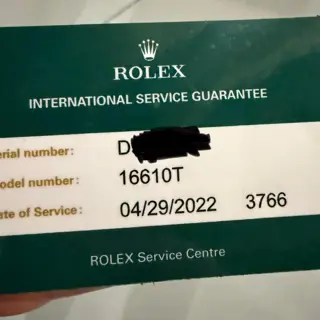 ROLEX
INTERNATIONAL SERVICE GUARANTEE
erial number: D
odel number: 16610T
ate of Service: 04/29/2022 3766
ROLEX Service Centre